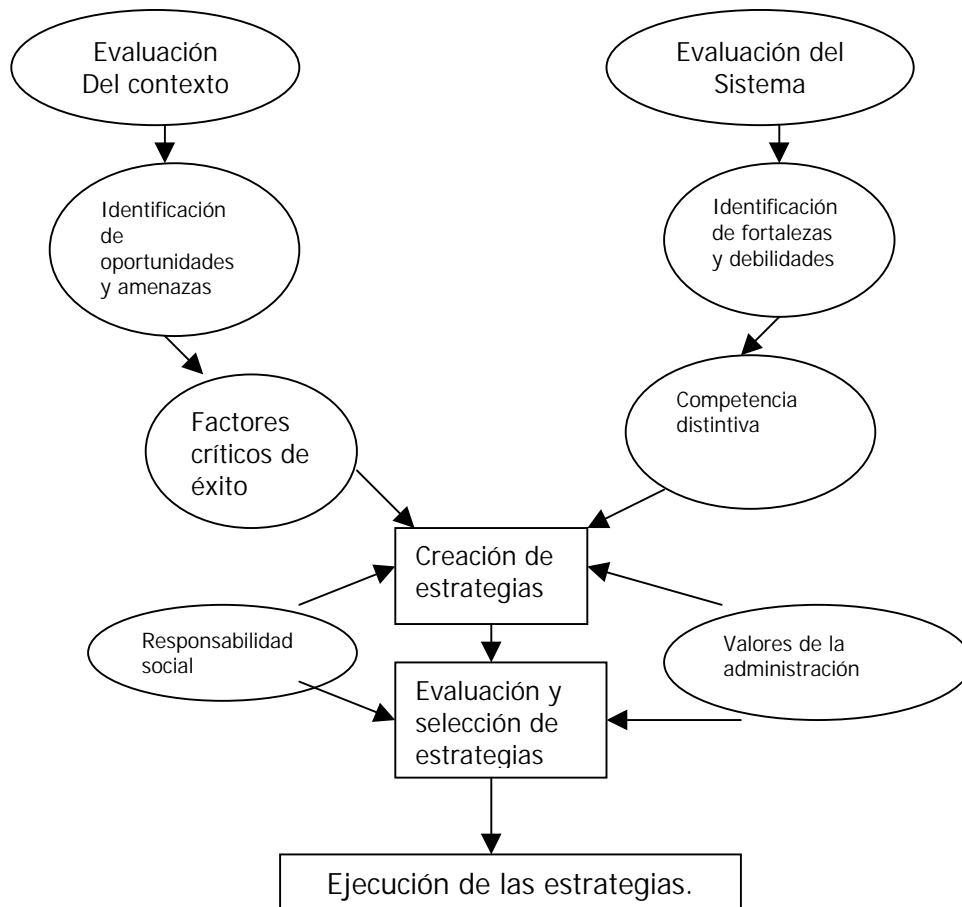 Evaluación
Del contexto
Evaluación del
Sistema
Identificación
de
oportunidades
y amenazas
Identificación
de fortalezas
y debilidades
Factores
críticos de
éxito
Competencia
distintiva
Creación de
estrategias
Responsabilidad
social
Valores de la
administración
Evaluación y
selección de
estrategias
Ejecución de las estrategias.